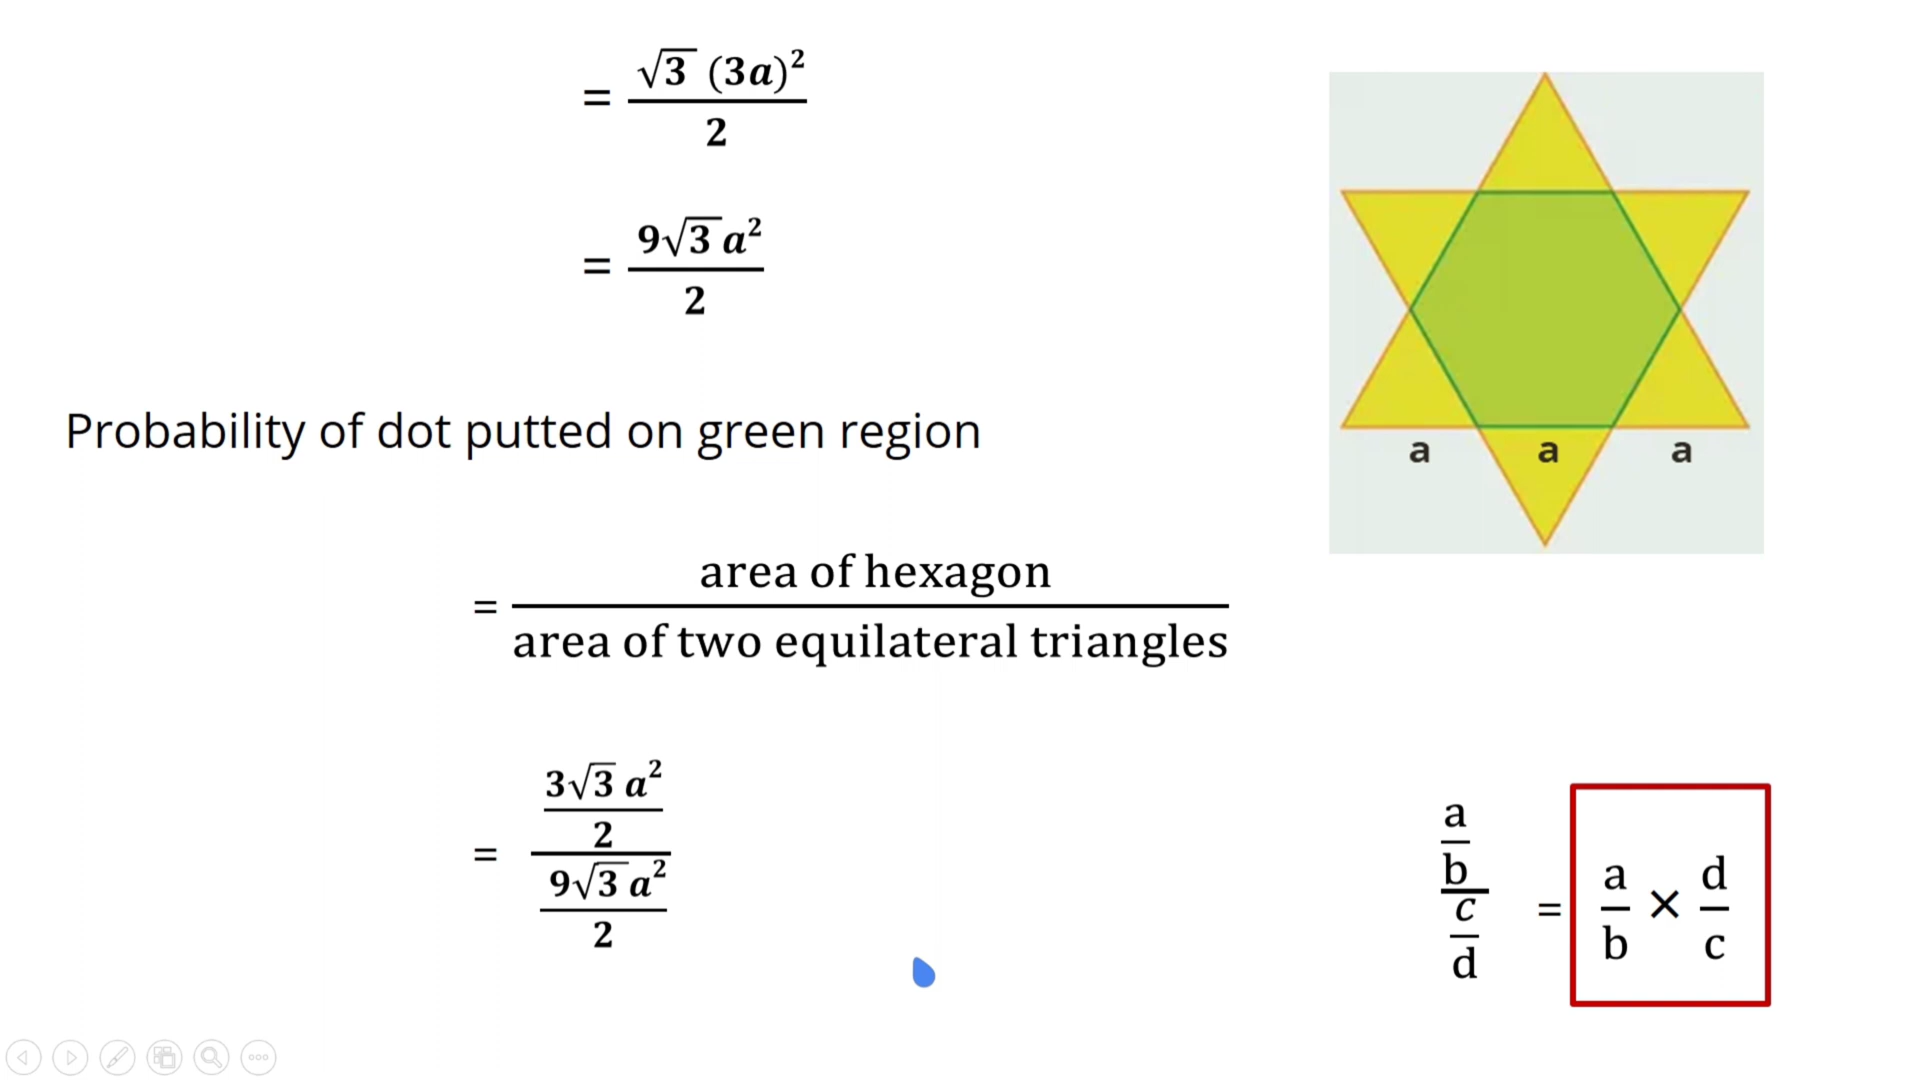 = √3 (3a)² / 2
= 9√3 a² / 2
a a a
Probability of dot putted on green region
= area of hexagon / area of two equilateral triangles
= (3√3 a² / 2) / (9√3 a² / 2)
(a / b) / (c / d) = a / b × d / c